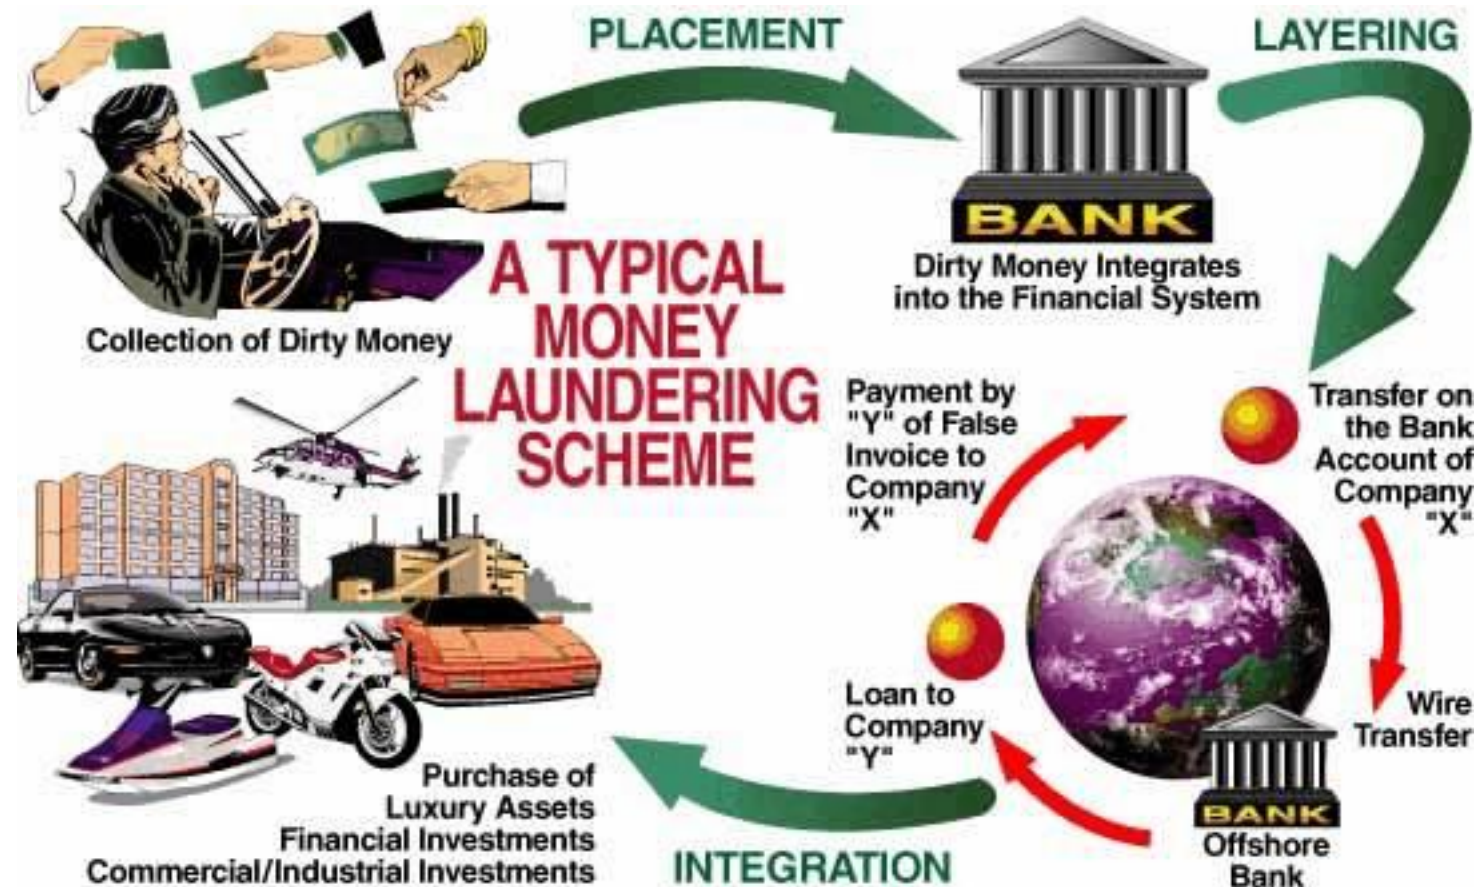 PLACEMENT
LAYERING
BANK
Dirty Money Integrates
into the Financial System
Collection of Dirty Money
A TYPICAL
MONEY
LAUNDERING
SCHEME
Payment by
"Y" of False
Invoice to
Company
"X"
Transfer on
the Bank
Account of
Company
"X"
Wire
Transfer
Loan to
Company
"Y"
BANK
Offshore
Bank
INTEGRATION
Purchase of
Luxury Assets
Financial Investments
Commercial/Industrial Investments